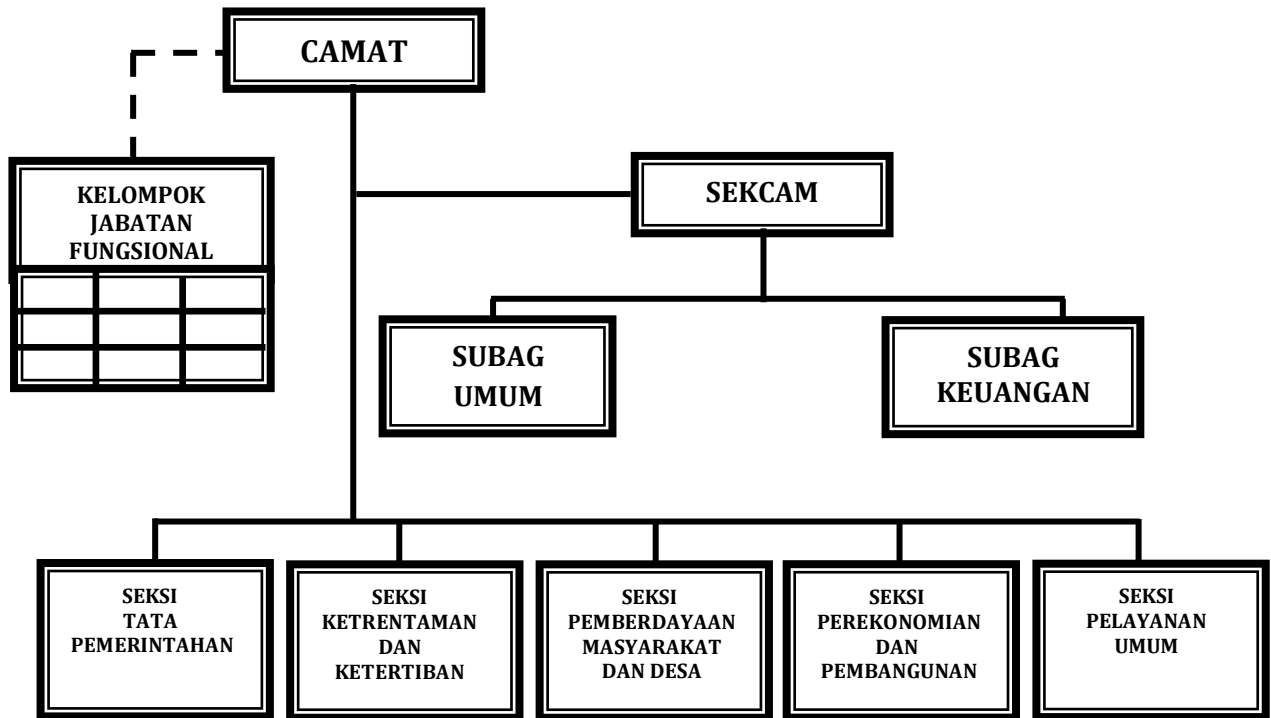 CAMAT
KELOMPOK
JABATAN
FUNGSIONAL
SEKCAM
SUBAG
UMUM
SUBAG
KEUANGAN
SEKSI
TATA
PEMERINTAHAN
SEKSI
KETRENTAMAN
DAN
KETERTIBAN
SEKSI
PEMBERDAYAAN
MASYARAKAT
DAN DESA
SEKSI
PEREKONOMIAN
DAN
PEMBANGUNAN
SEKSI
PELAYANAN
UMUM